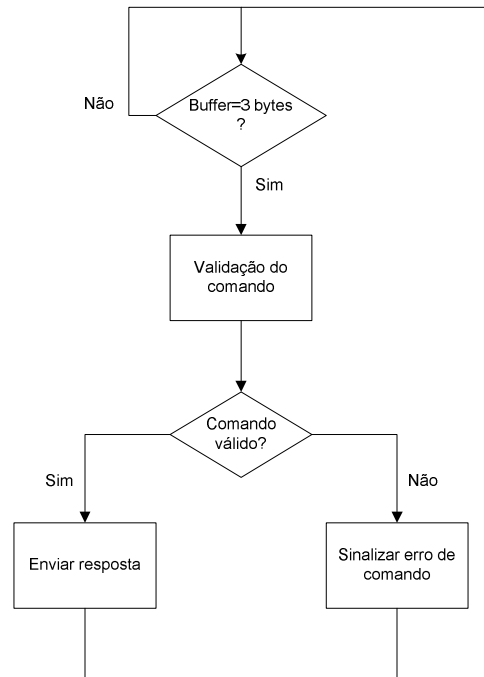 Não
Buffer=3 bytes
?
Sim
Validação do
comando
Comando
válido?
Sim
Não
Enviar resposta
Sinalizar erro de
comando